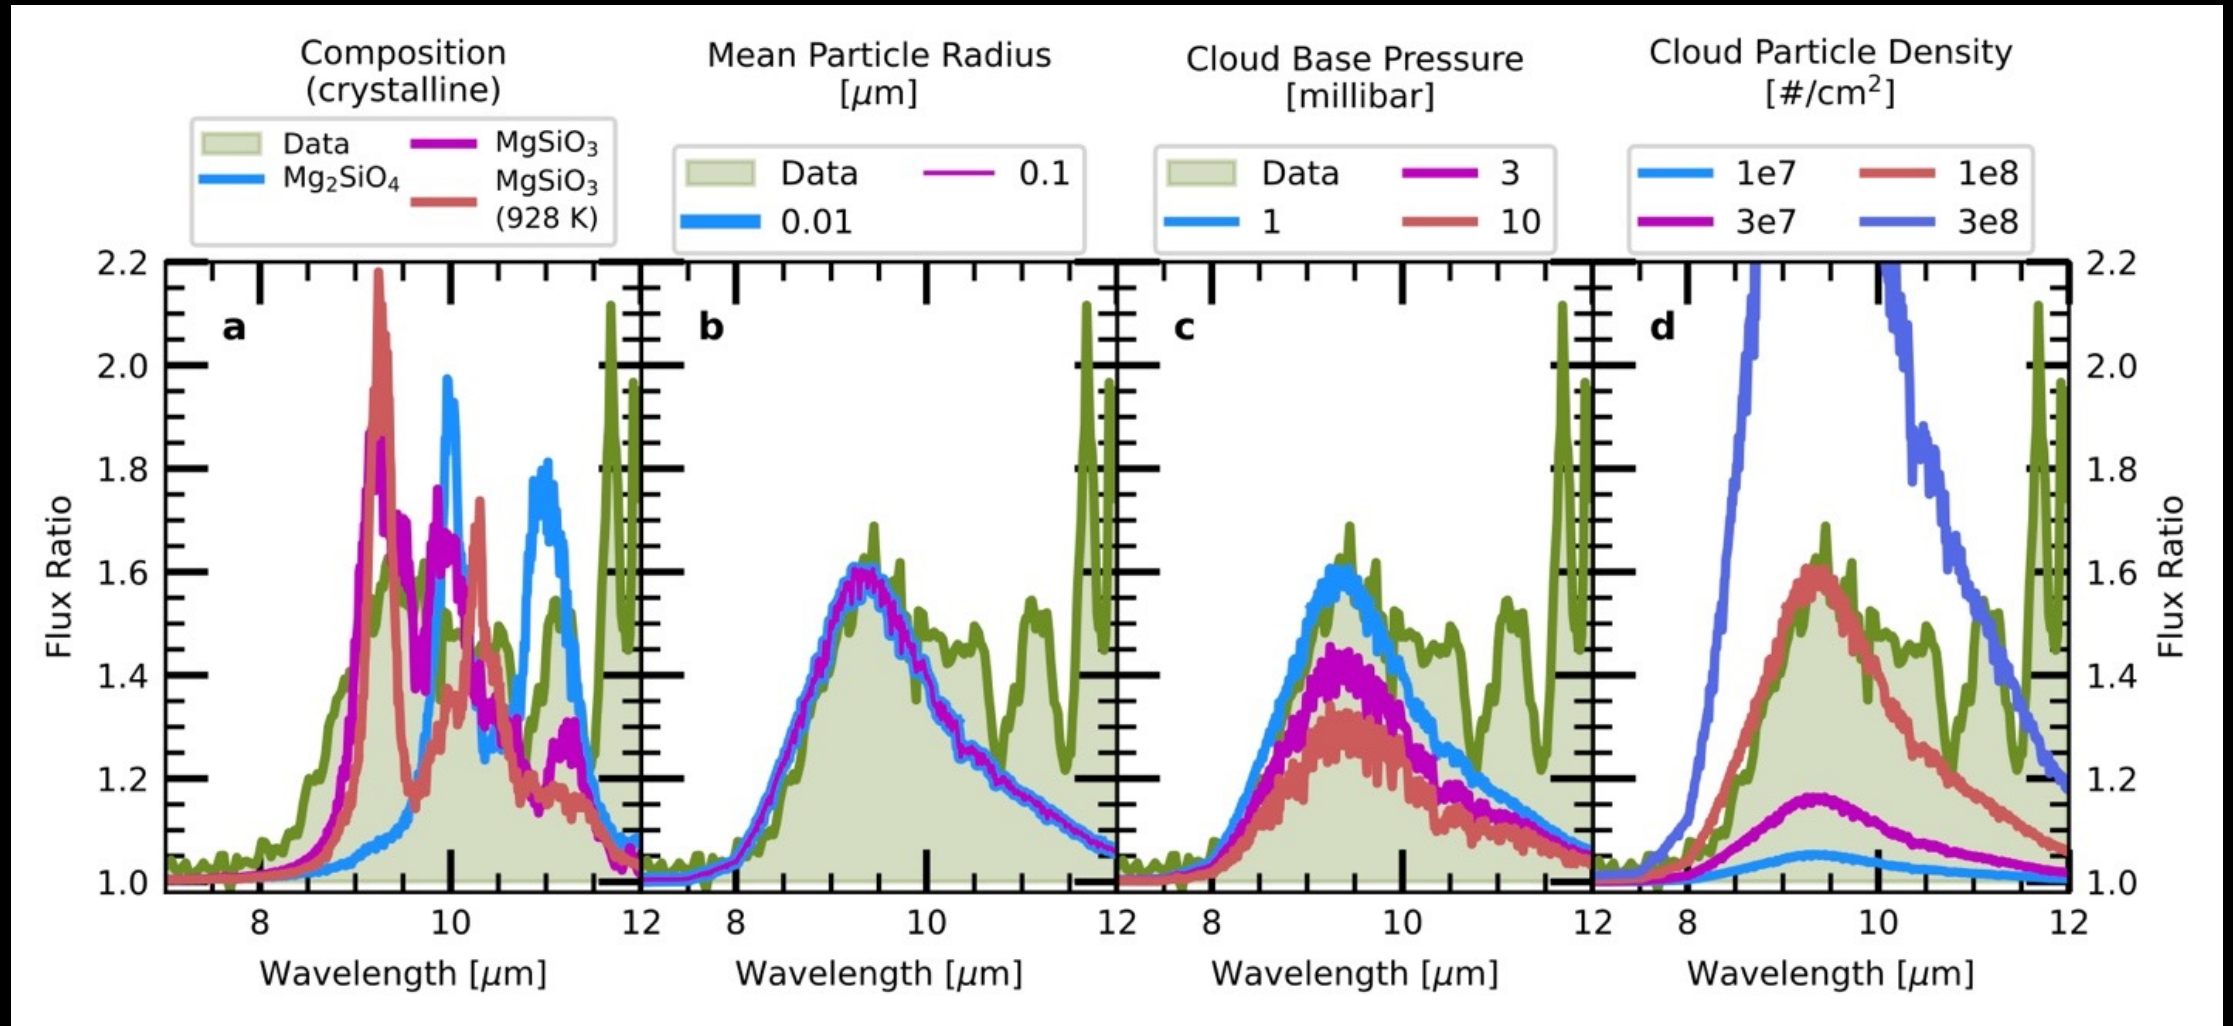 Composition
(crystalline)
Data
Mg₂SiO₄
MgSiO₃
MgSiO₃
(928 K)
Mean Particle Radius
[μm]
Data
0.01
0.1
Cloud Base Pressure
[millibar]
Data
1
3
10
Cloud Particle Density
[#/cm²]
1e7
3e7
1e8
3e8
Flux Ratio
2.2
2.0
1.8
1.6
1.4
1.2
1.0
a
b
c
d
2.2
2.0
1.8
1.6
1.4
1.2
1.0
Flux Ratio
8 10 12 8 10 12 8 10 12 8 10 12
Wavelength [μm] Wavelength [μm] Wavelength [μm] Wavelength [μm]